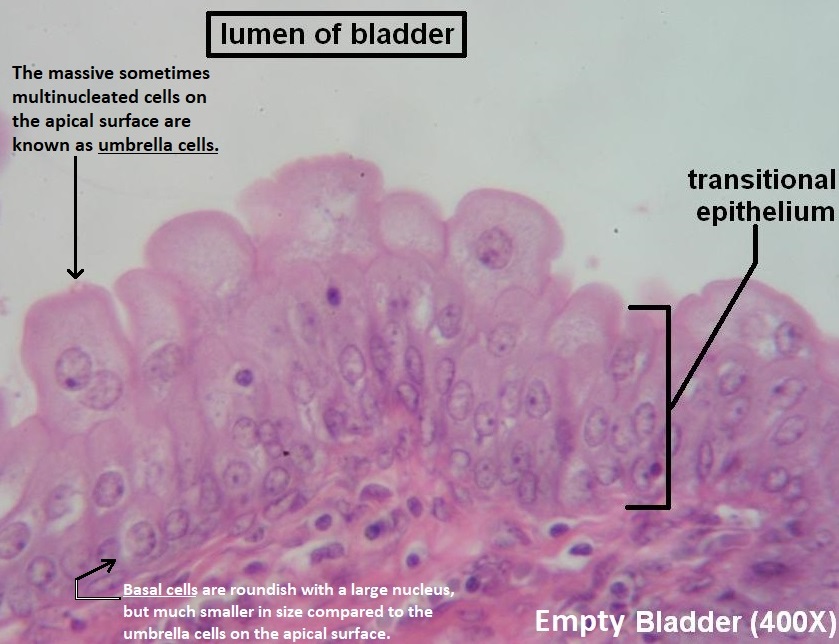 lumen of bladder
The massive sometimes
multinucleated cells on
the apical surface are
known as umbrella cells.
transitional
epithelium
Basal cells are roundish with a large nucleus,
but much smaller in size compared to the
umbrella cells on the apical surface.
Empty Bladder (400X)